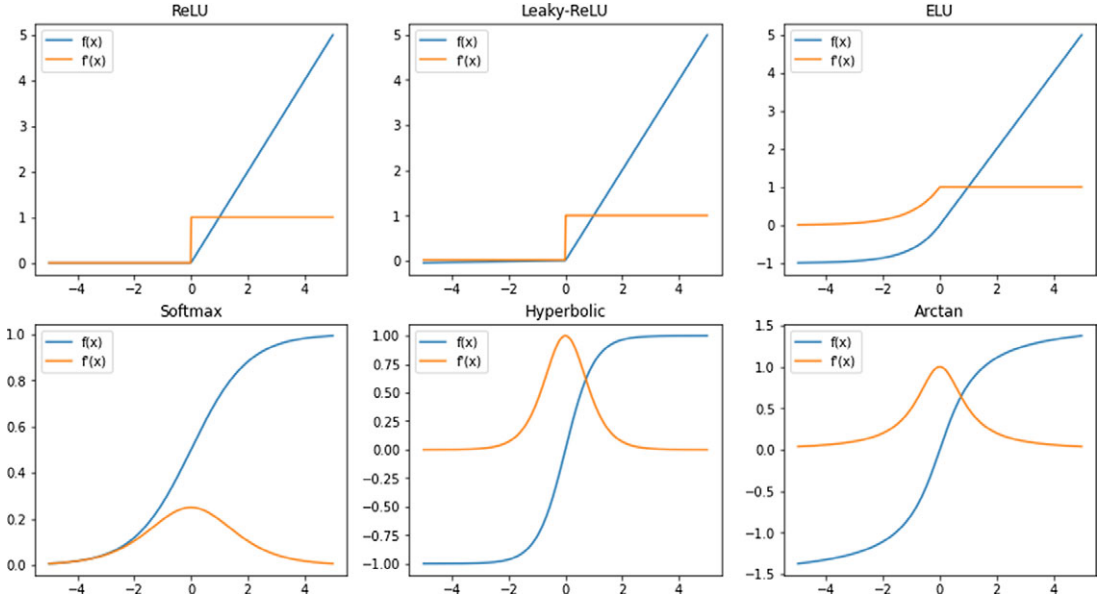 ReLU
f(x)
f'(x)
5
4
3
2
1
0
−4 −2 0 2 4
Leaky-ReLU
f(x)
f'(x)
5
4
3
2
1
0
−4 −2 0 2 4
ELU
f(x)
f'(x)
5
4
3
2
1
0
−1
−4 −2 0 2 4
Softmax
f(x)
f'(x)
1.0
0.8
0.6
0.4
0.2
0.0
−4 −2 0 2 4
Hyperbolic
f(x)
f'(x)
1.00
0.75
0.50
0.25
0.00
−0.25
−0.50
−0.75
−1.00
−4 −2 0 2 4
Arctan
f(x)
f'(x)
1.5
1.0
0.5
0.0
−0.5
−1.0
−1.5
−4 −2 0 2 4